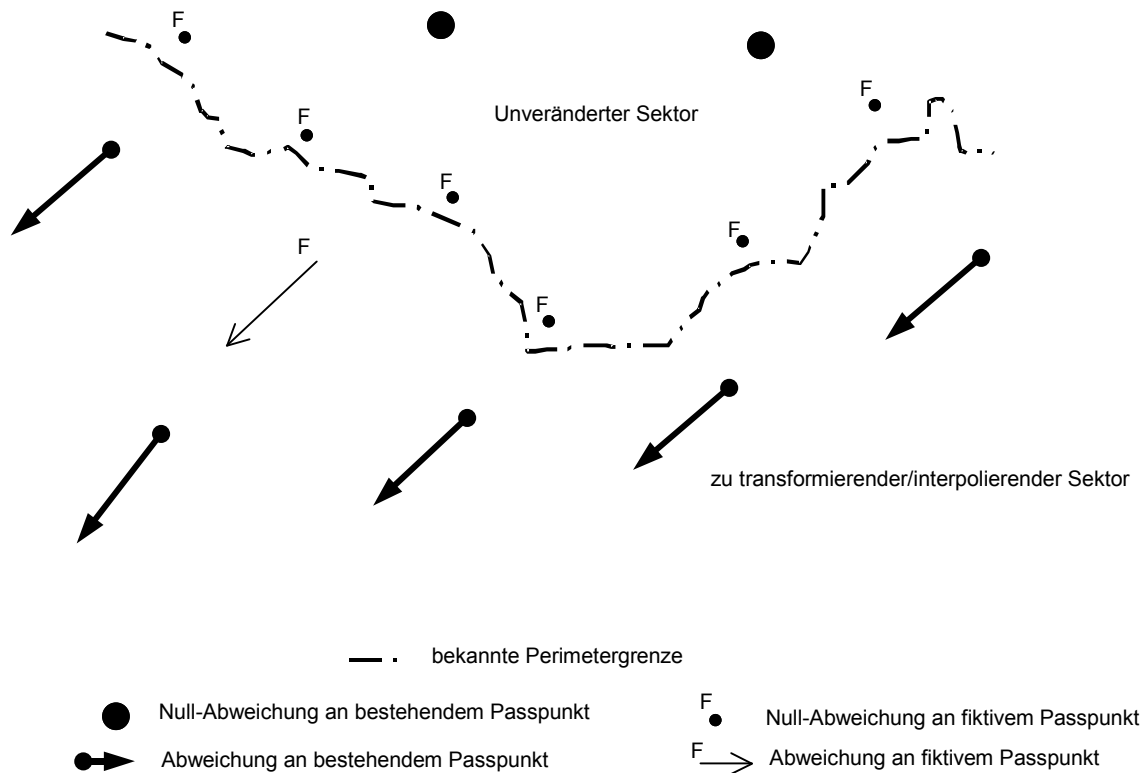 F
F
Unveränderter Sektor
F
F
F
F
F
zu transformierender/interpolierender Sektor
bekannte Perimetergrenze
Null-Abweichung an bestehendem Passpunkt
F
Null-Abweichung an fiktivem Passpunkt
Abweichung an bestehendem Passpunkt
F
Abweichung an fiktivem Passpunkt